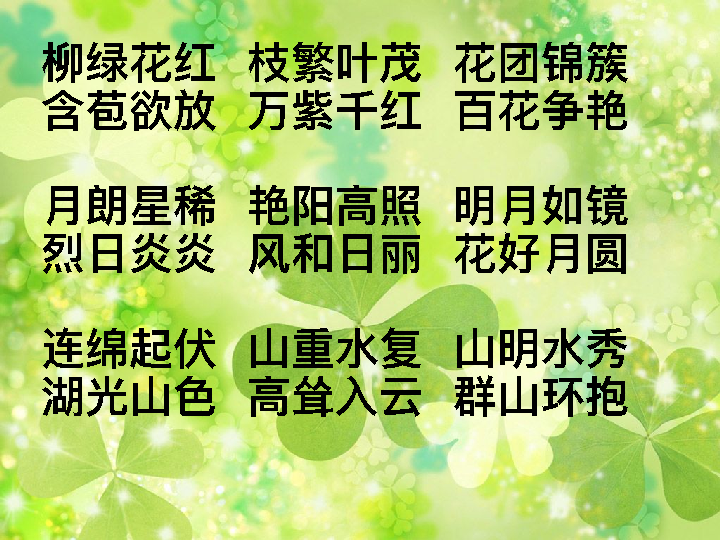 柳绿花红 枝繁叶茂 花团锦簇
含苞欲放 万紫千红 百花争艳
月朗星稀 艳阳高照 明月如镜
烈日炎炎 风和日丽 花好月圆
连绵起伏 山重水复 山明水秀
湖光山色 高耸入云 群山环抱